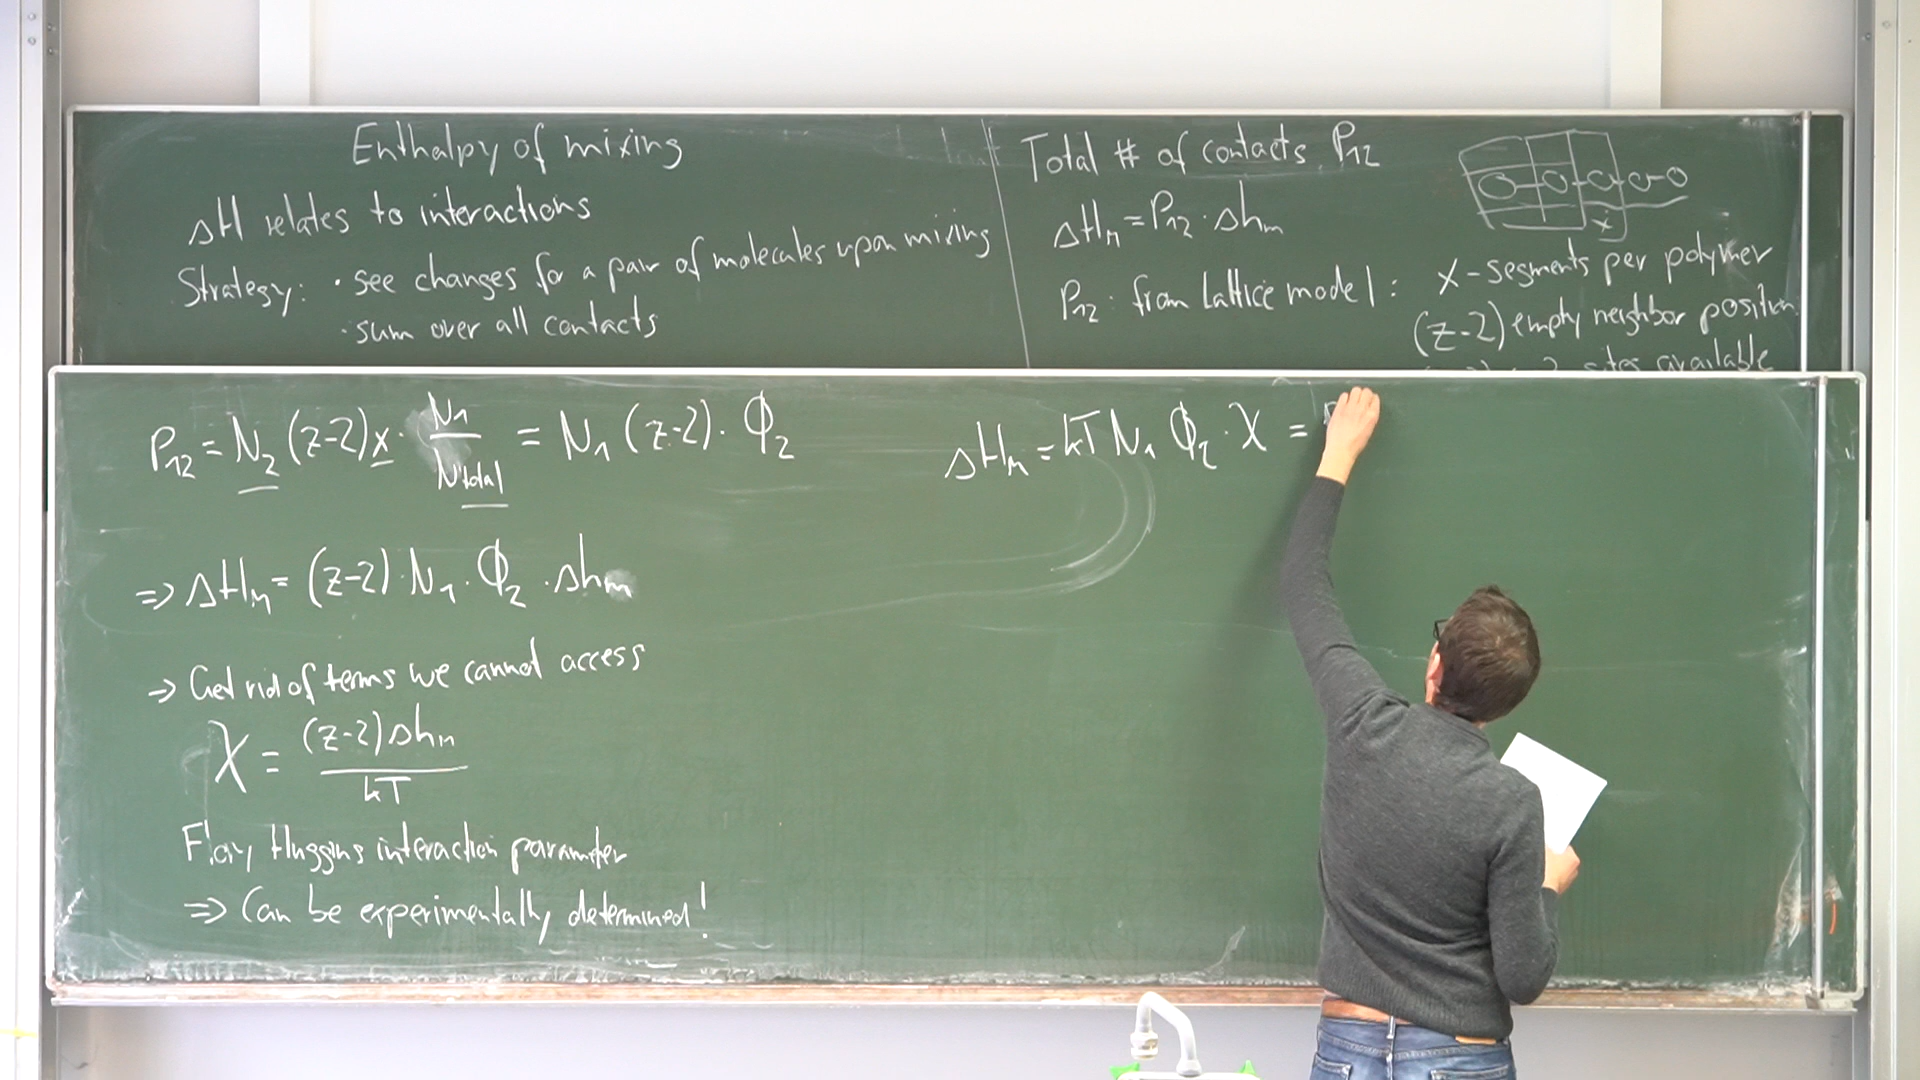 Enthalpy of mixing
ΔH relates to interactions
Strategy: · see changes for a pair of molecules upon mixing
· sum over all contacts
Total # of contacts P₁₂
ΔH_M = P₁₂ · Δh_m
P₁₂ : from Lattice model :
x - segments per polymer
(z-2) empty neighbor position
sites available
P₁₂ = N₂ (z-2) x · N₁ / N_total = N₁ (z-2) · Φ₂
⇒ ΔH_M = (z-2) · N₁ · Φ₂ · Δh_m
→ Get rid of terms we cannot access
χ = (z-2) Δh_m / kT
Flory Huggins interaction parameter
⇒ Can be experimentally determined!
ΔH_M = kT N₁ Φ₂ · χ =